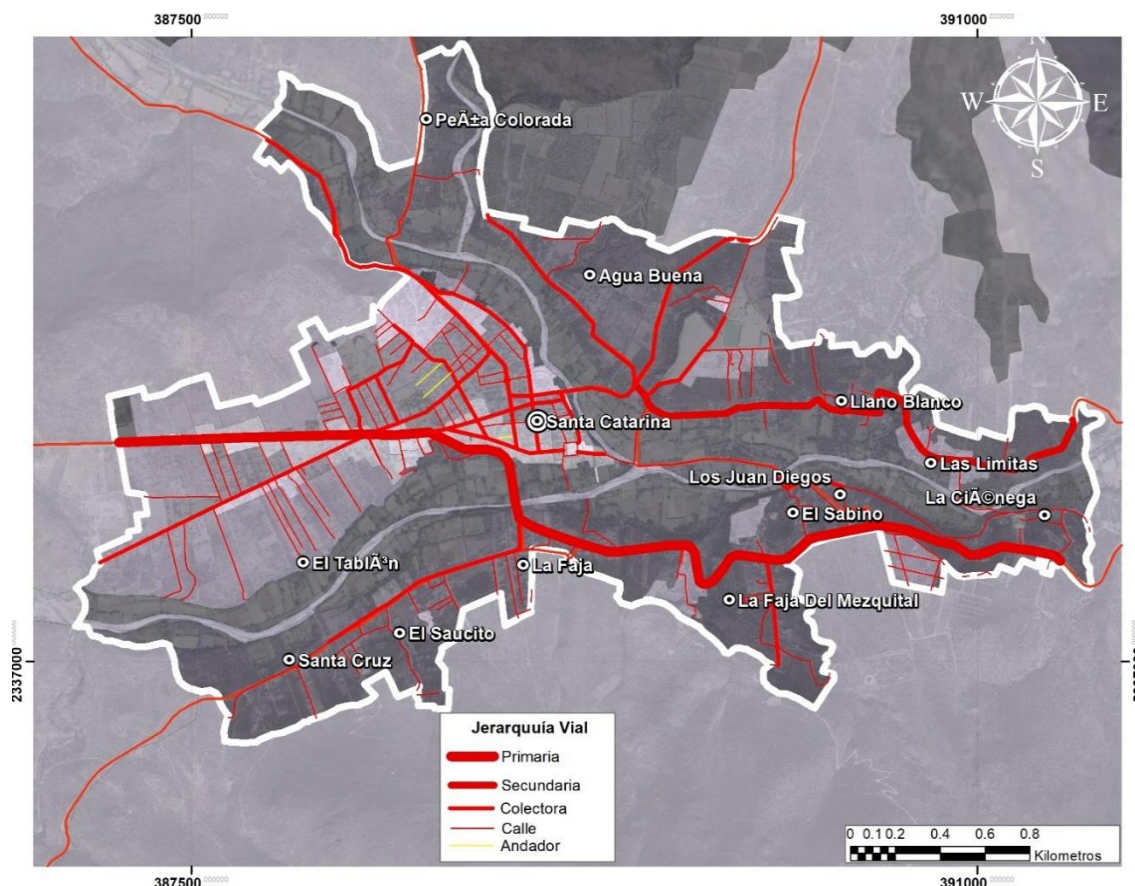 387500
391000
N
W E
S
PeÃ±a Colorada
Agua Buena
Santa Catarina
Llano Blanco
Las Limitas
Los Juan Diegos
La CiÃ©nega
El Sabino
El TablÃ³n
La Faja
La Faja Del Mezquital
El Saucito
Santa Cruz
2337000
Jerarquuía Vial
Primaria
Secundaria
Colectora
Calle
Andador
0 0.1 0.2 0.4 0.6 0.8
Kilometros
387500
391000